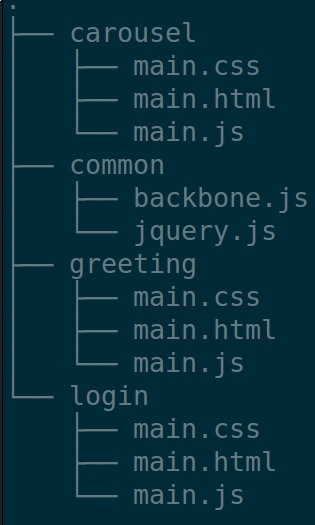 .
├── carousel
│   ├── main.css
│   ├── main.html
│   └── main.js
├── common
│   ├── backbone.js
│   └── jquery.js
├── greeting
│   ├── main.css
│   ├── main.html
│   └── main.js
└── login
    ├── main.css
    ├── main.html
    └── main.js